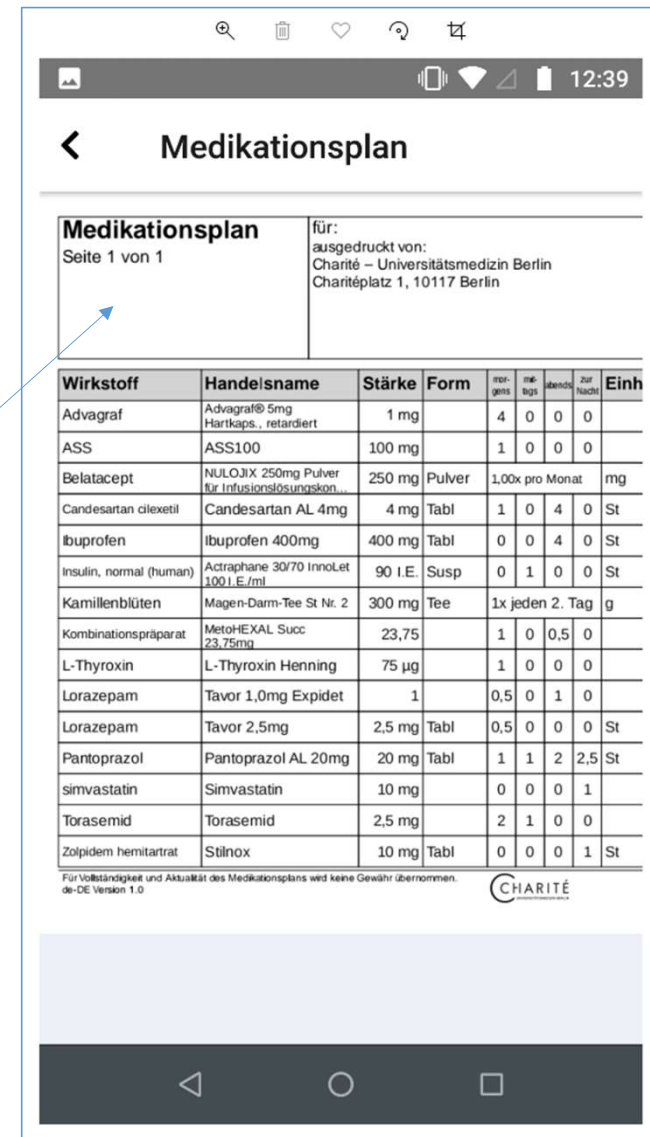 12:39
Medikationsplan
Medikationsplan
Seite 1 von 1
für:
ausgedruckt von:
Charité – Universitätsmedizin Berlin
Charitéplatz 1, 10117 Berlin
Wirkstoff Handelsname Stärke Form mor-gens mit-tags abends zur Nacht Einh
Advagraf Advagraf® 5mg Hartkaps., retardiert 1 mg 4 0 0 0
ASS ASS100 100 mg 1 0 0 0
Belatacept NULOJIX 250mg Pulver für Infusionslösungskon... 250 mg Pulver 1,00x pro Monat mg
Candesartan cilexetil Candesartan AL 4mg 4 mg Tabl 1 0 4 0 St
Ibuprofen Ibuprofen 400mg 400 mg Tabl 0 0 4 0 St
Insulin, normal (human) Actraphane 30/70 InnoLet 100 I.E./ml 90 I.E. Susp 0 1 0 0 St
Kamillenblüten Magen-Darm-Tee St Nr. 2 300 mg Tee 1x jeden 2. Tag g
Kombinationspräparat MetoHEXAL Succ 23,75mg 23,75 1 0 0,5 0
L-Thyroxin L-Thyroxin Henning 75 µg 1 0 0 0
Lorazepam Tavor 1,0mg Expidet 1 0,5 0 1 0
Lorazepam Tavor 2,5mg 2,5 mg Tabl 0,5 0 0 0 St
Pantoprazol Pantoprazol AL 20mg 20 mg Tabl 1 1 2 2,5 St
simvastatin Simvastatin 10 mg 0 0 0 1
Torasemid Torasemid 2,5 mg 2 1 0 0
Zolpidem hemitartrat Stilnox 10 mg Tabl 0 0 0 1 St
Für Vollständigkeit und Aktualität des Medikationsplans wird keine Gewähr übernommen.
de-DE Version 1.0
CHARITÉ